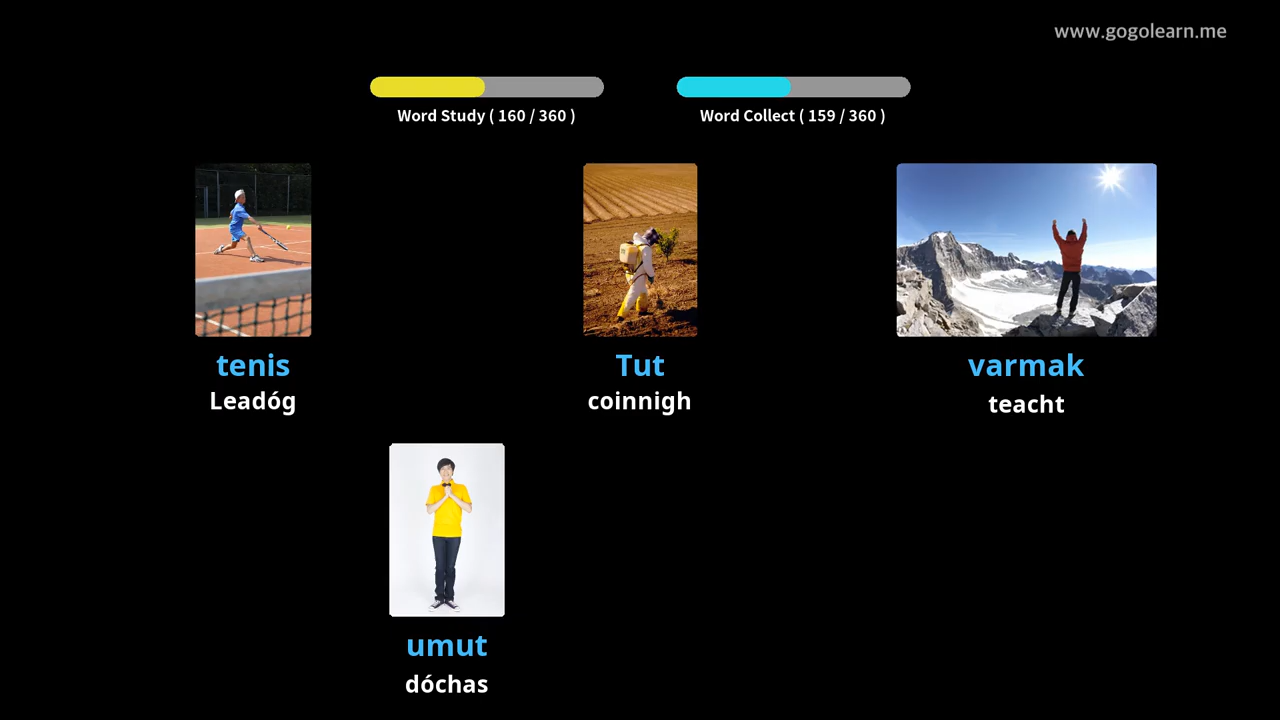 www.gogolearn.me
Word Study ( 160 / 360 )
Word Collect ( 159 / 360 )
tenis
Leadóg
Tut
coinnigh
varmak
teacht
umut
dóchas